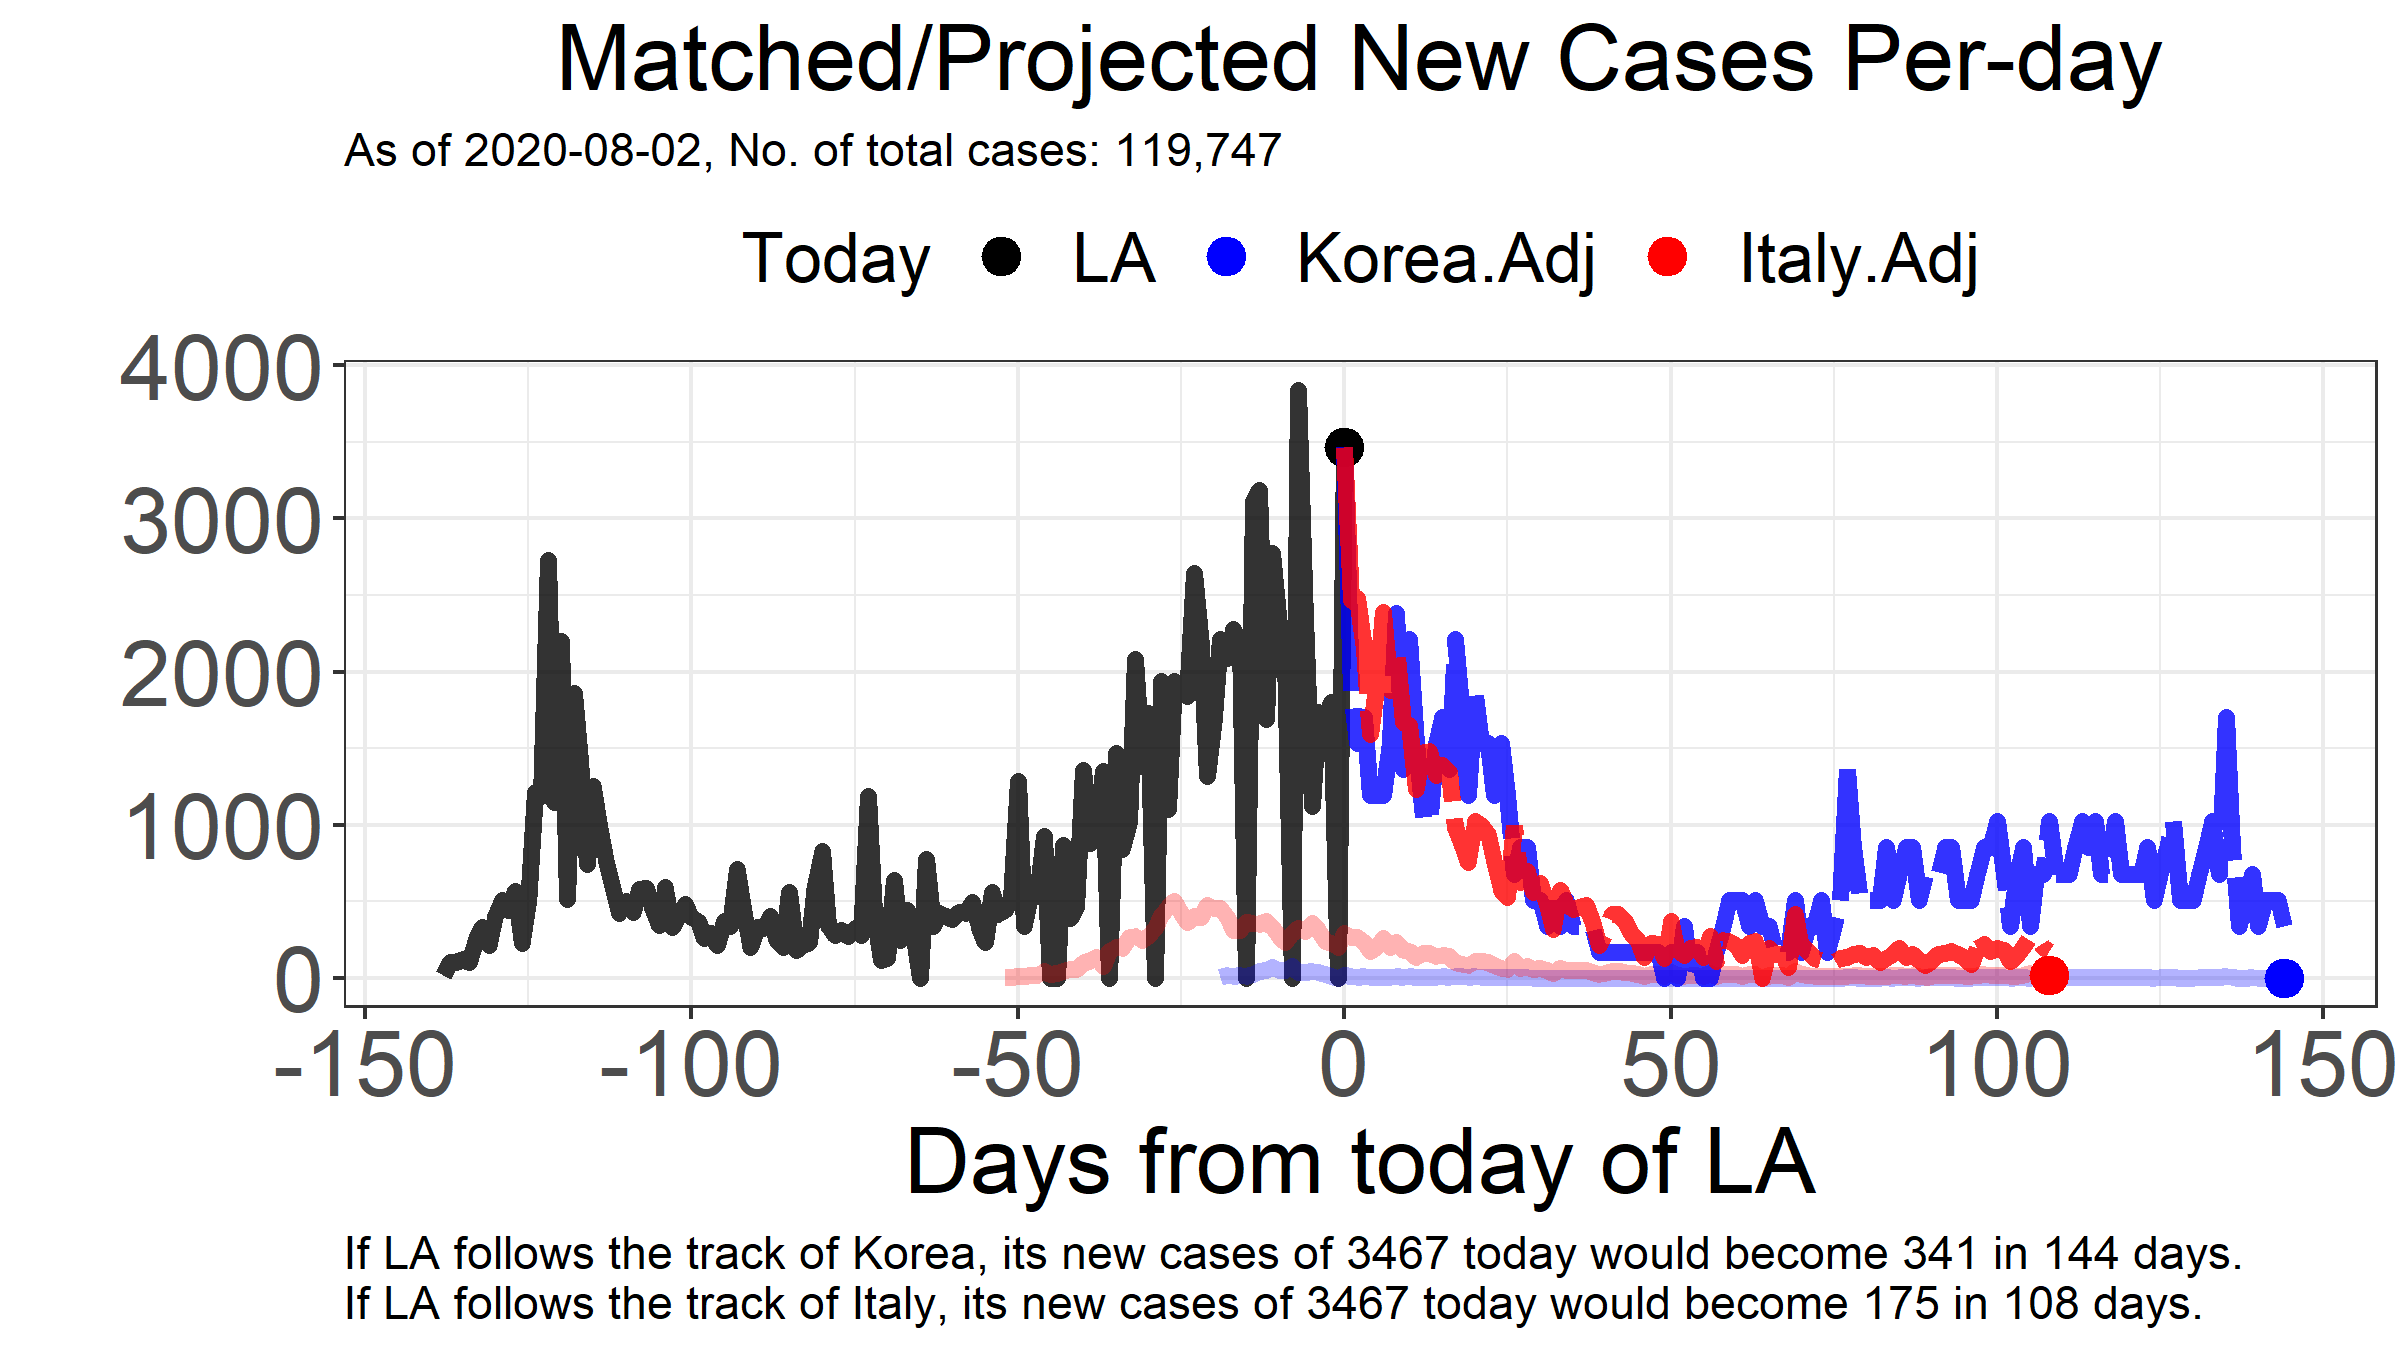 Matched/Projected New Cases Per-day
As of 2020-08-02, No. of total cases: 119,747
Today LA Korea.Adj Italy.Adj
4000
3000
2000
1000
0
-150 -100 -50 0 50 100 150
Days from today of LA
If LA follows the track of Korea, its new cases of 3467 today would become 341 in 144 days.
If LA follows the track of Italy, its new cases of 3467 today would become 175 in 108 days.